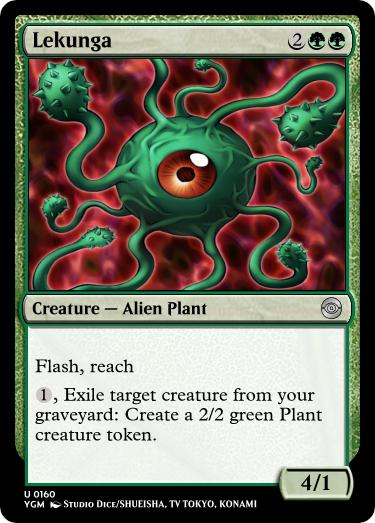 Lekunga 2
Creature — Alien Plant
Flash, reach
1, Exile target creature from your
graveyard: Create a 2/2 green Plant
creature token.
4/1
U 0160
YGM Studio Dice/SHUEISHA, TV TOKYO, KONAMI